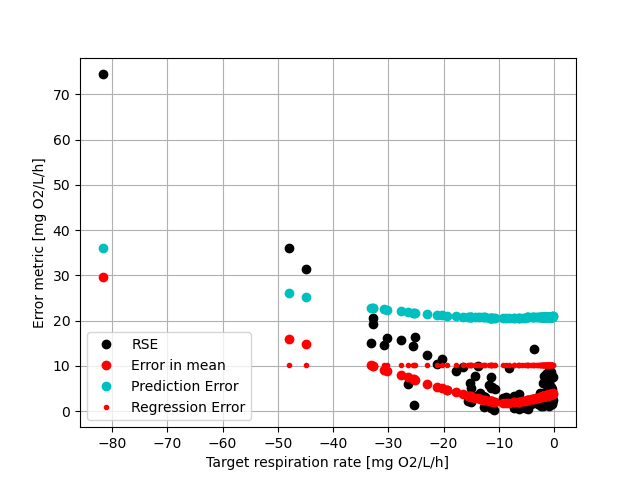 70
60
50
40
30
20
10
0
Error metric [mg O2/L/h]
RSE
Error in mean
Prediction Error
Regression Error
−80
−70
−60
−50
−40
−30
−20
−10
0
Target respiration rate [mg O2/L/h]